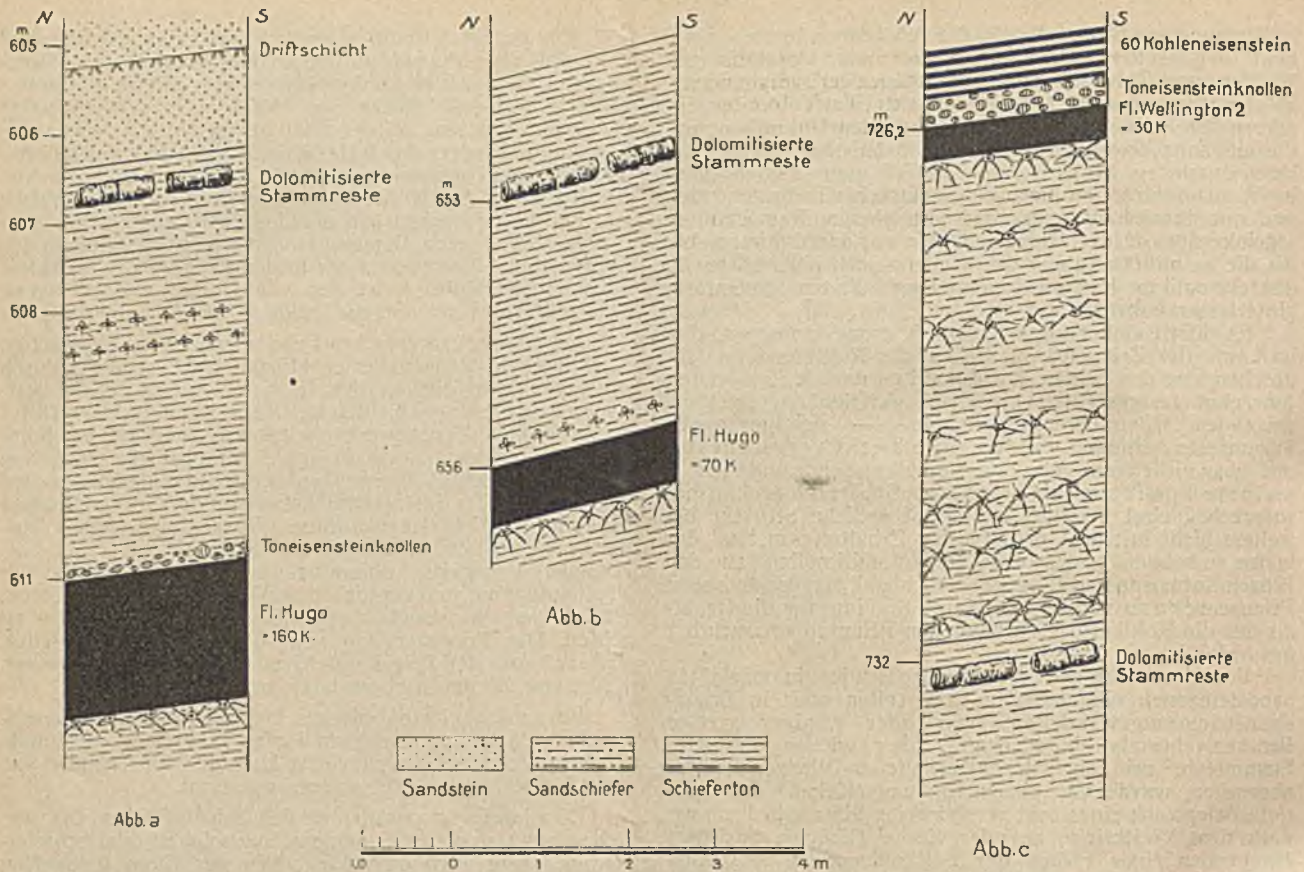 N S
m
605
Driftschicht
606
Dolomitisierte
Stammreste
607
608
Toneisensteinknollen
611
Fl. Hugo
= 160 K.
Abb. a
N S
Dolomitisierte
Stammreste
m
653
656
Fl. Hugo
= 70 K
Abb. b
N S
60 Kohleneisenstein
Toneisensteinknollen
Fl. Wellington 2
= 30 K
m
726,2
732
Dolomitisierte
Stammreste
Abb. c
Sandstein Sandschiefer Schieferton
0 1 2 3 4 m